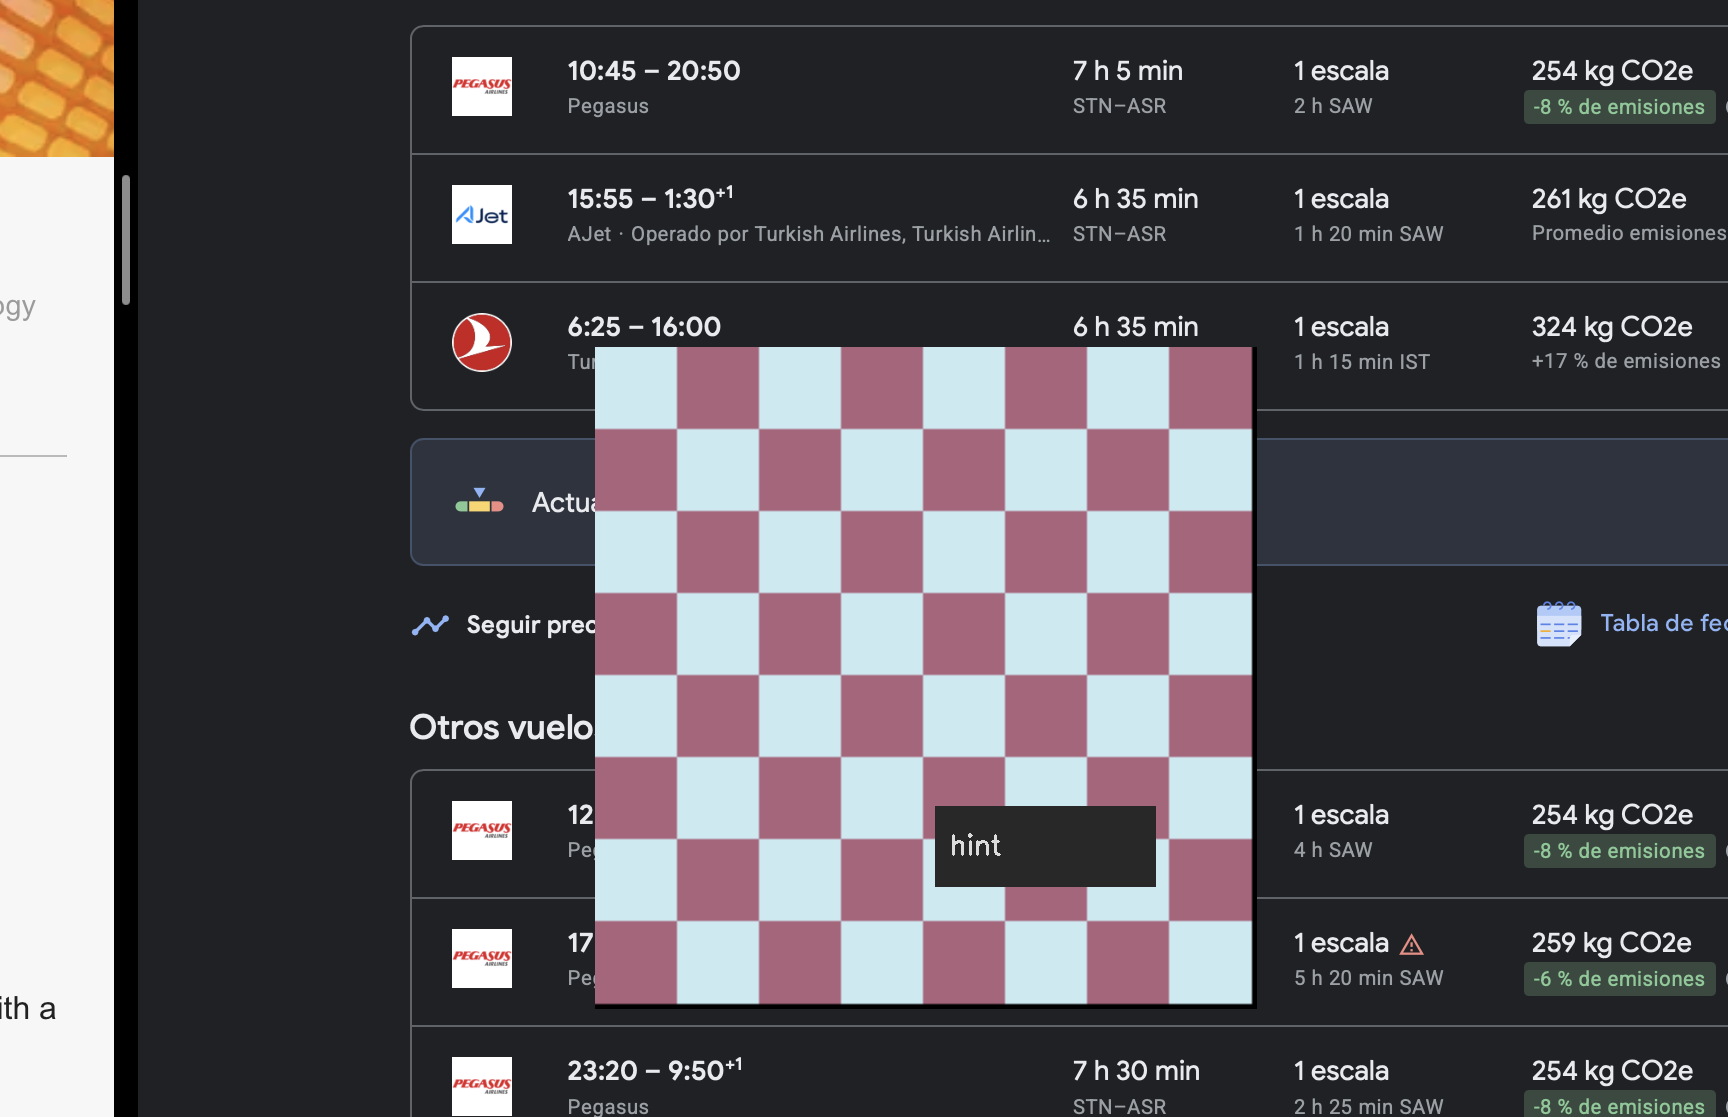 ogy
ith a
PEGASUS
AIRLINES
10:45 – 20:50
Pegasus
7 h 5 min
STN–ASR
1 escala
2 h SAW
254 kg CO2e
-8 % de emisiones
AJet
15:55 – 1:30+1
AJet · Operado por Turkish Airlines, Turkish Airlin...
6 h 35 min
STN–ASR
1 escala
1 h 20 min SAW
261 kg CO2e
Promedio emisiones
6:25 – 16:00
Tur
6 h 35 min
1 escala
1 h 15 min IST
324 kg CO2e
+17 % de emisiones
Actua
Seguir prec
Tabla de fec
Otros vuelo
hint
PEGASUS
AIRLINES
12
Peg
1 escala
4 h SAW
254 kg CO2e
-8 % de emisiones
PEGASUS
AIRLINES
17
Peg
1 escala
5 h 20 min SAW
259 kg CO2e
-6 % de emisiones
PEGASUS
AIRLINES
23:20 – 9:50+1
Pegasus
7 h 30 min
STN–ASR
1 escala
2 h 25 min SAW
254 kg CO2e
-8 % de emisiones